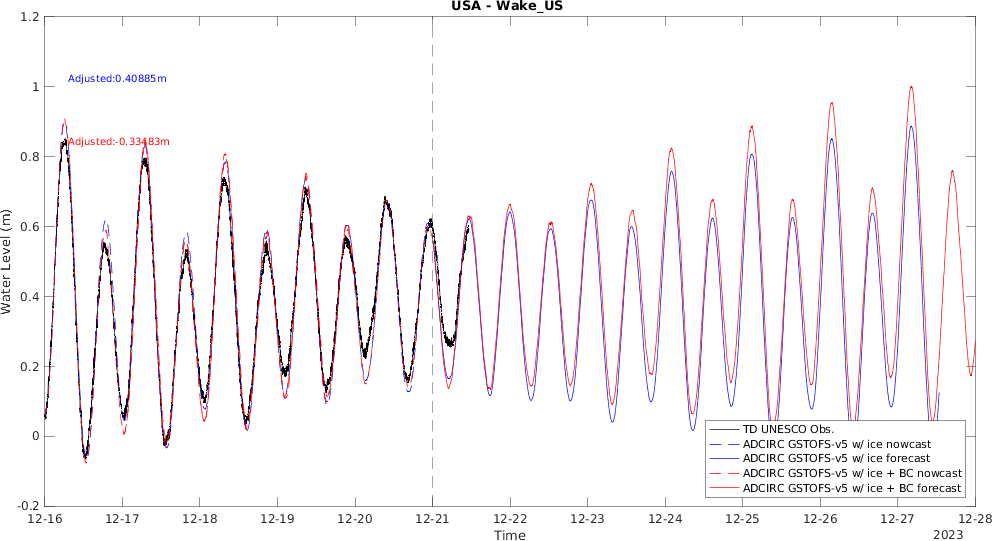 USA - Wake_US
1.2
1
0.8
0.6
0.4
0.2
0
-0.2
Water Level (m)
Adjusted:0.40885m
Adjusted:-0.33483m
TD UNESCO Obs.
ADCIRC GSTOFS-v5 w/ ice nowcast
ADCIRC GSTOFS-v5 w/ ice forecast
ADCIRC GSTOFS-v5 w/ ice + BC nowcast
ADCIRC GSTOFS-v5 w/ ice + BC forecast
12-16 12-17 12-18 12-19 12-20 12-21 12-22 12-23 12-24 12-25 12-26 12-27 12-28
Time
2023